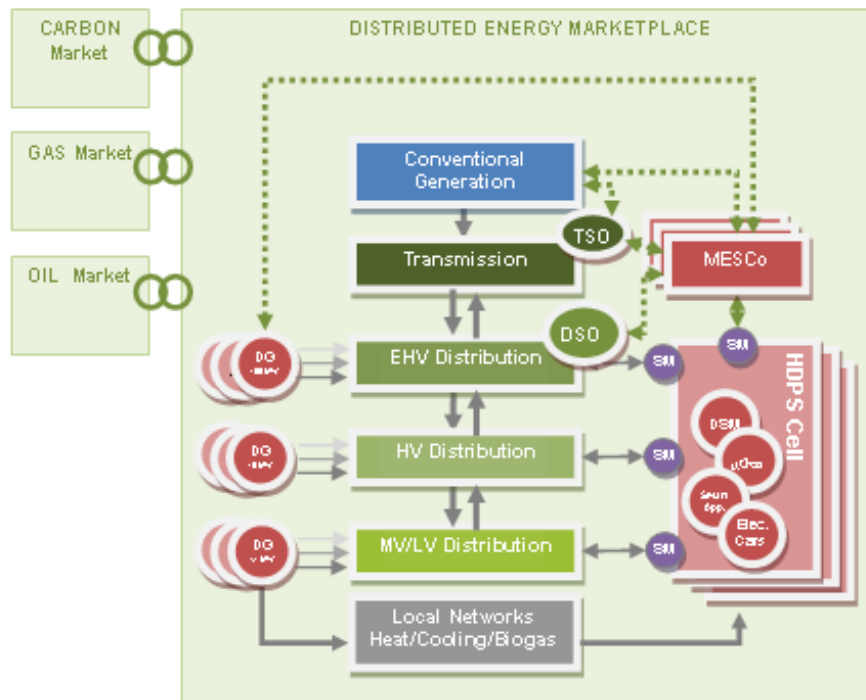 CARBON
Market
DISTRIBUTED ENERGY MARKETPLACE
GAS Market
OIL Market
Conventional
Generation
TSO
Transmission
MESCo
DSO
EHV Distribution
DG
SM
SM
HDPS Cell
DSM
HV Distribution
DG
SM
Elec.
Cars
MV/LV Distribution
DG
SM
Local Networks
Heat/Cooling/Biogas